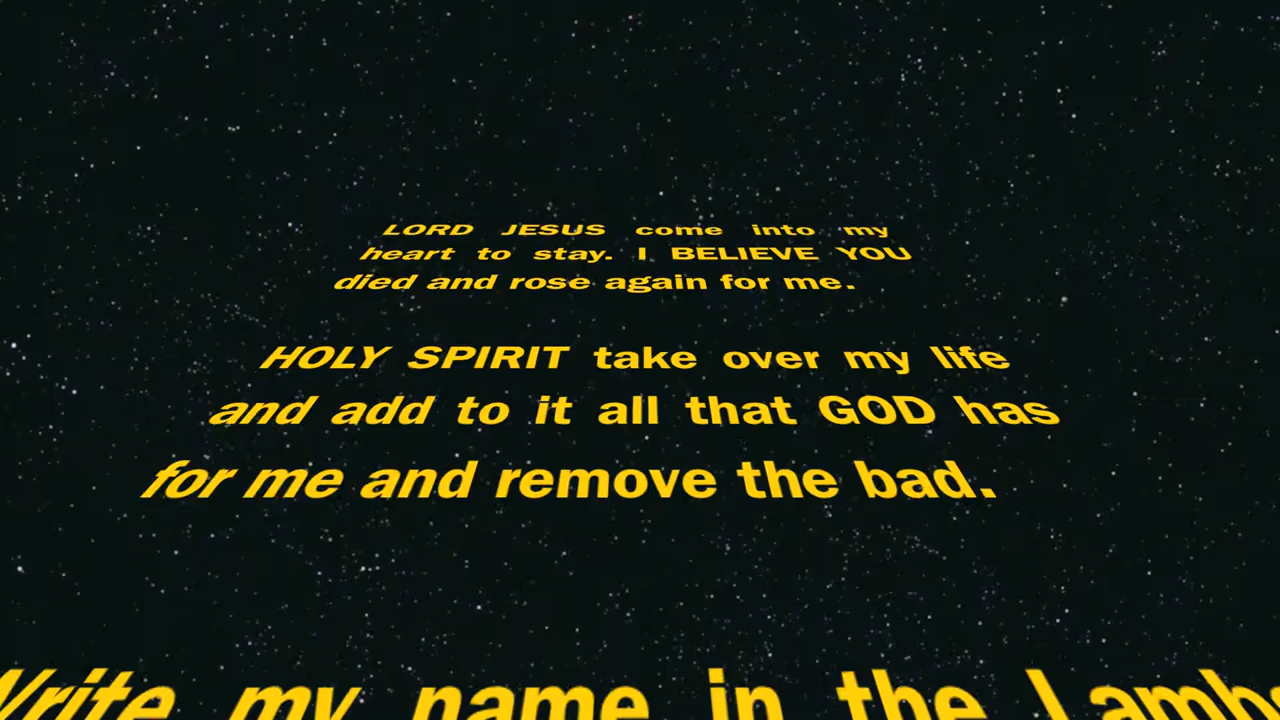 LORD JESUS come into my
heart to stay. I BELIEVE YOU
died and rose again for me.
HOLY SPIRIT take over my life
and add to it all that GOD has
for me and remove the bad.
Write my name in the Lambs